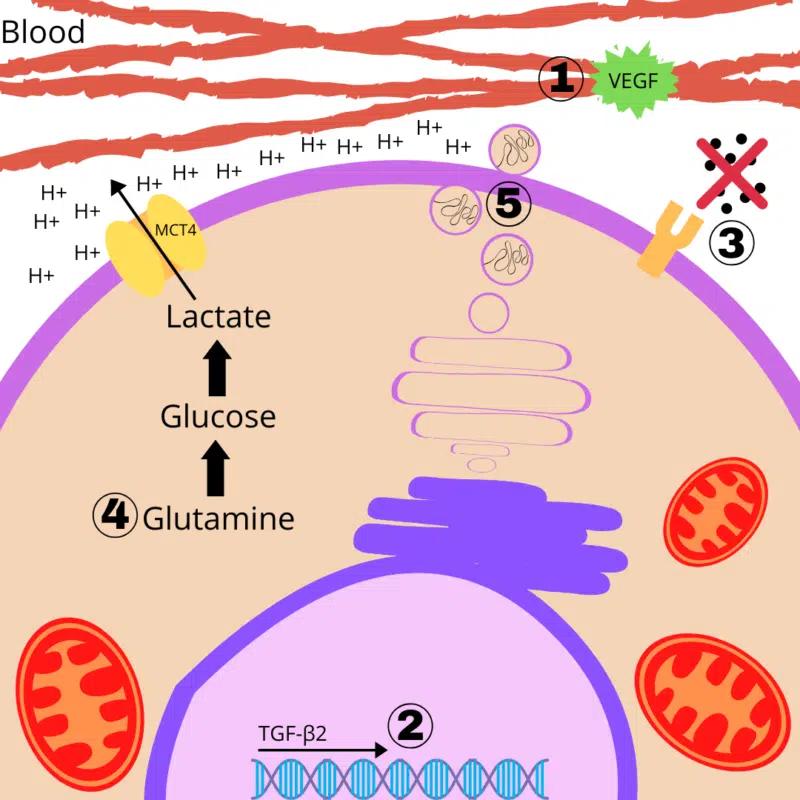 Blood
1
VEGF
H+
H+
H+
H+
H+
H+
H+
H+
H+
H+
H+
H+
H+
H+
MCT4
5
3
Lactate
Glucose
4 Glutamine
TGF-β2
2